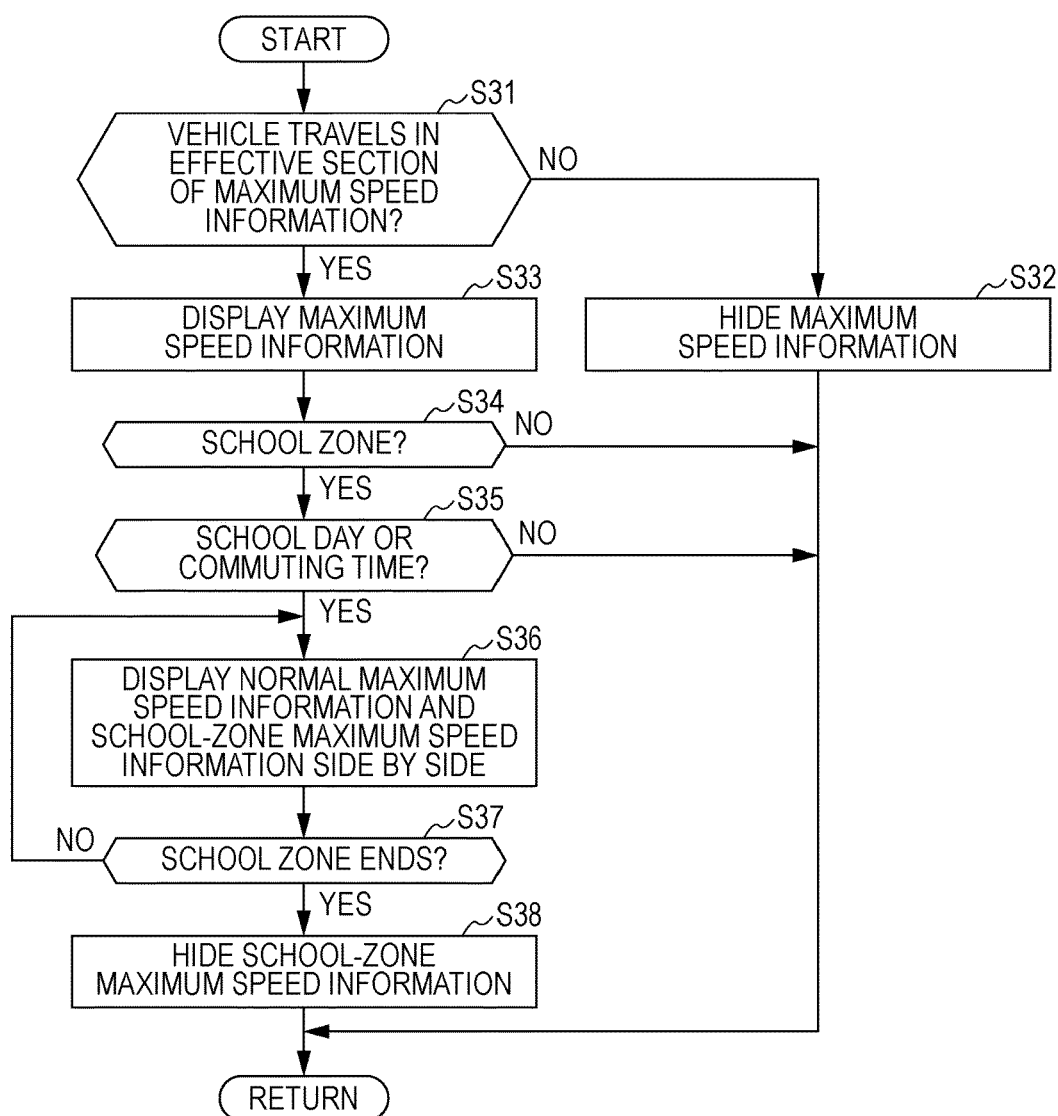 START
S31
VEHICLE TRAVELS IN
EFFECTIVE SECTION
OF MAXIMUM SPEED
INFORMATION?
NO
YES
S33
DISPLAY MAXIMUM
SPEED INFORMATION
S32
HIDE MAXIMUM
SPEED INFORMATION
S34
SCHOOL ZONE?
NO
YES
S35
SCHOOL DAY OR
COMMUTING TIME?
NO
YES
S36
DISPLAY NORMAL MAXIMUM
SPEED INFORMATION AND
SCHOOL-ZONE MAXIMUM SPEED
INFORMATION SIDE BY SIDE
S37
NO
SCHOOL ZONE ENDS?
YES
S38
HIDE SCHOOL-ZONE
MAXIMUM SPEED INFORMATION
RETURN